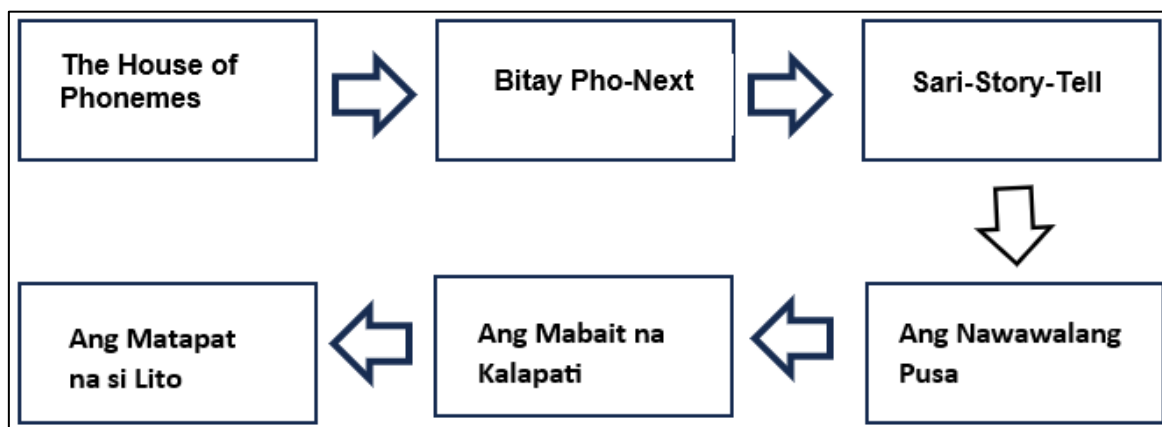 The House of
Phonemes
Bitay Pho-Next
Sari-Story-Tell
Ang Nawawalang
Pusa
Ang Mabait na
Kalapati
Ang Matapat
na si Lito